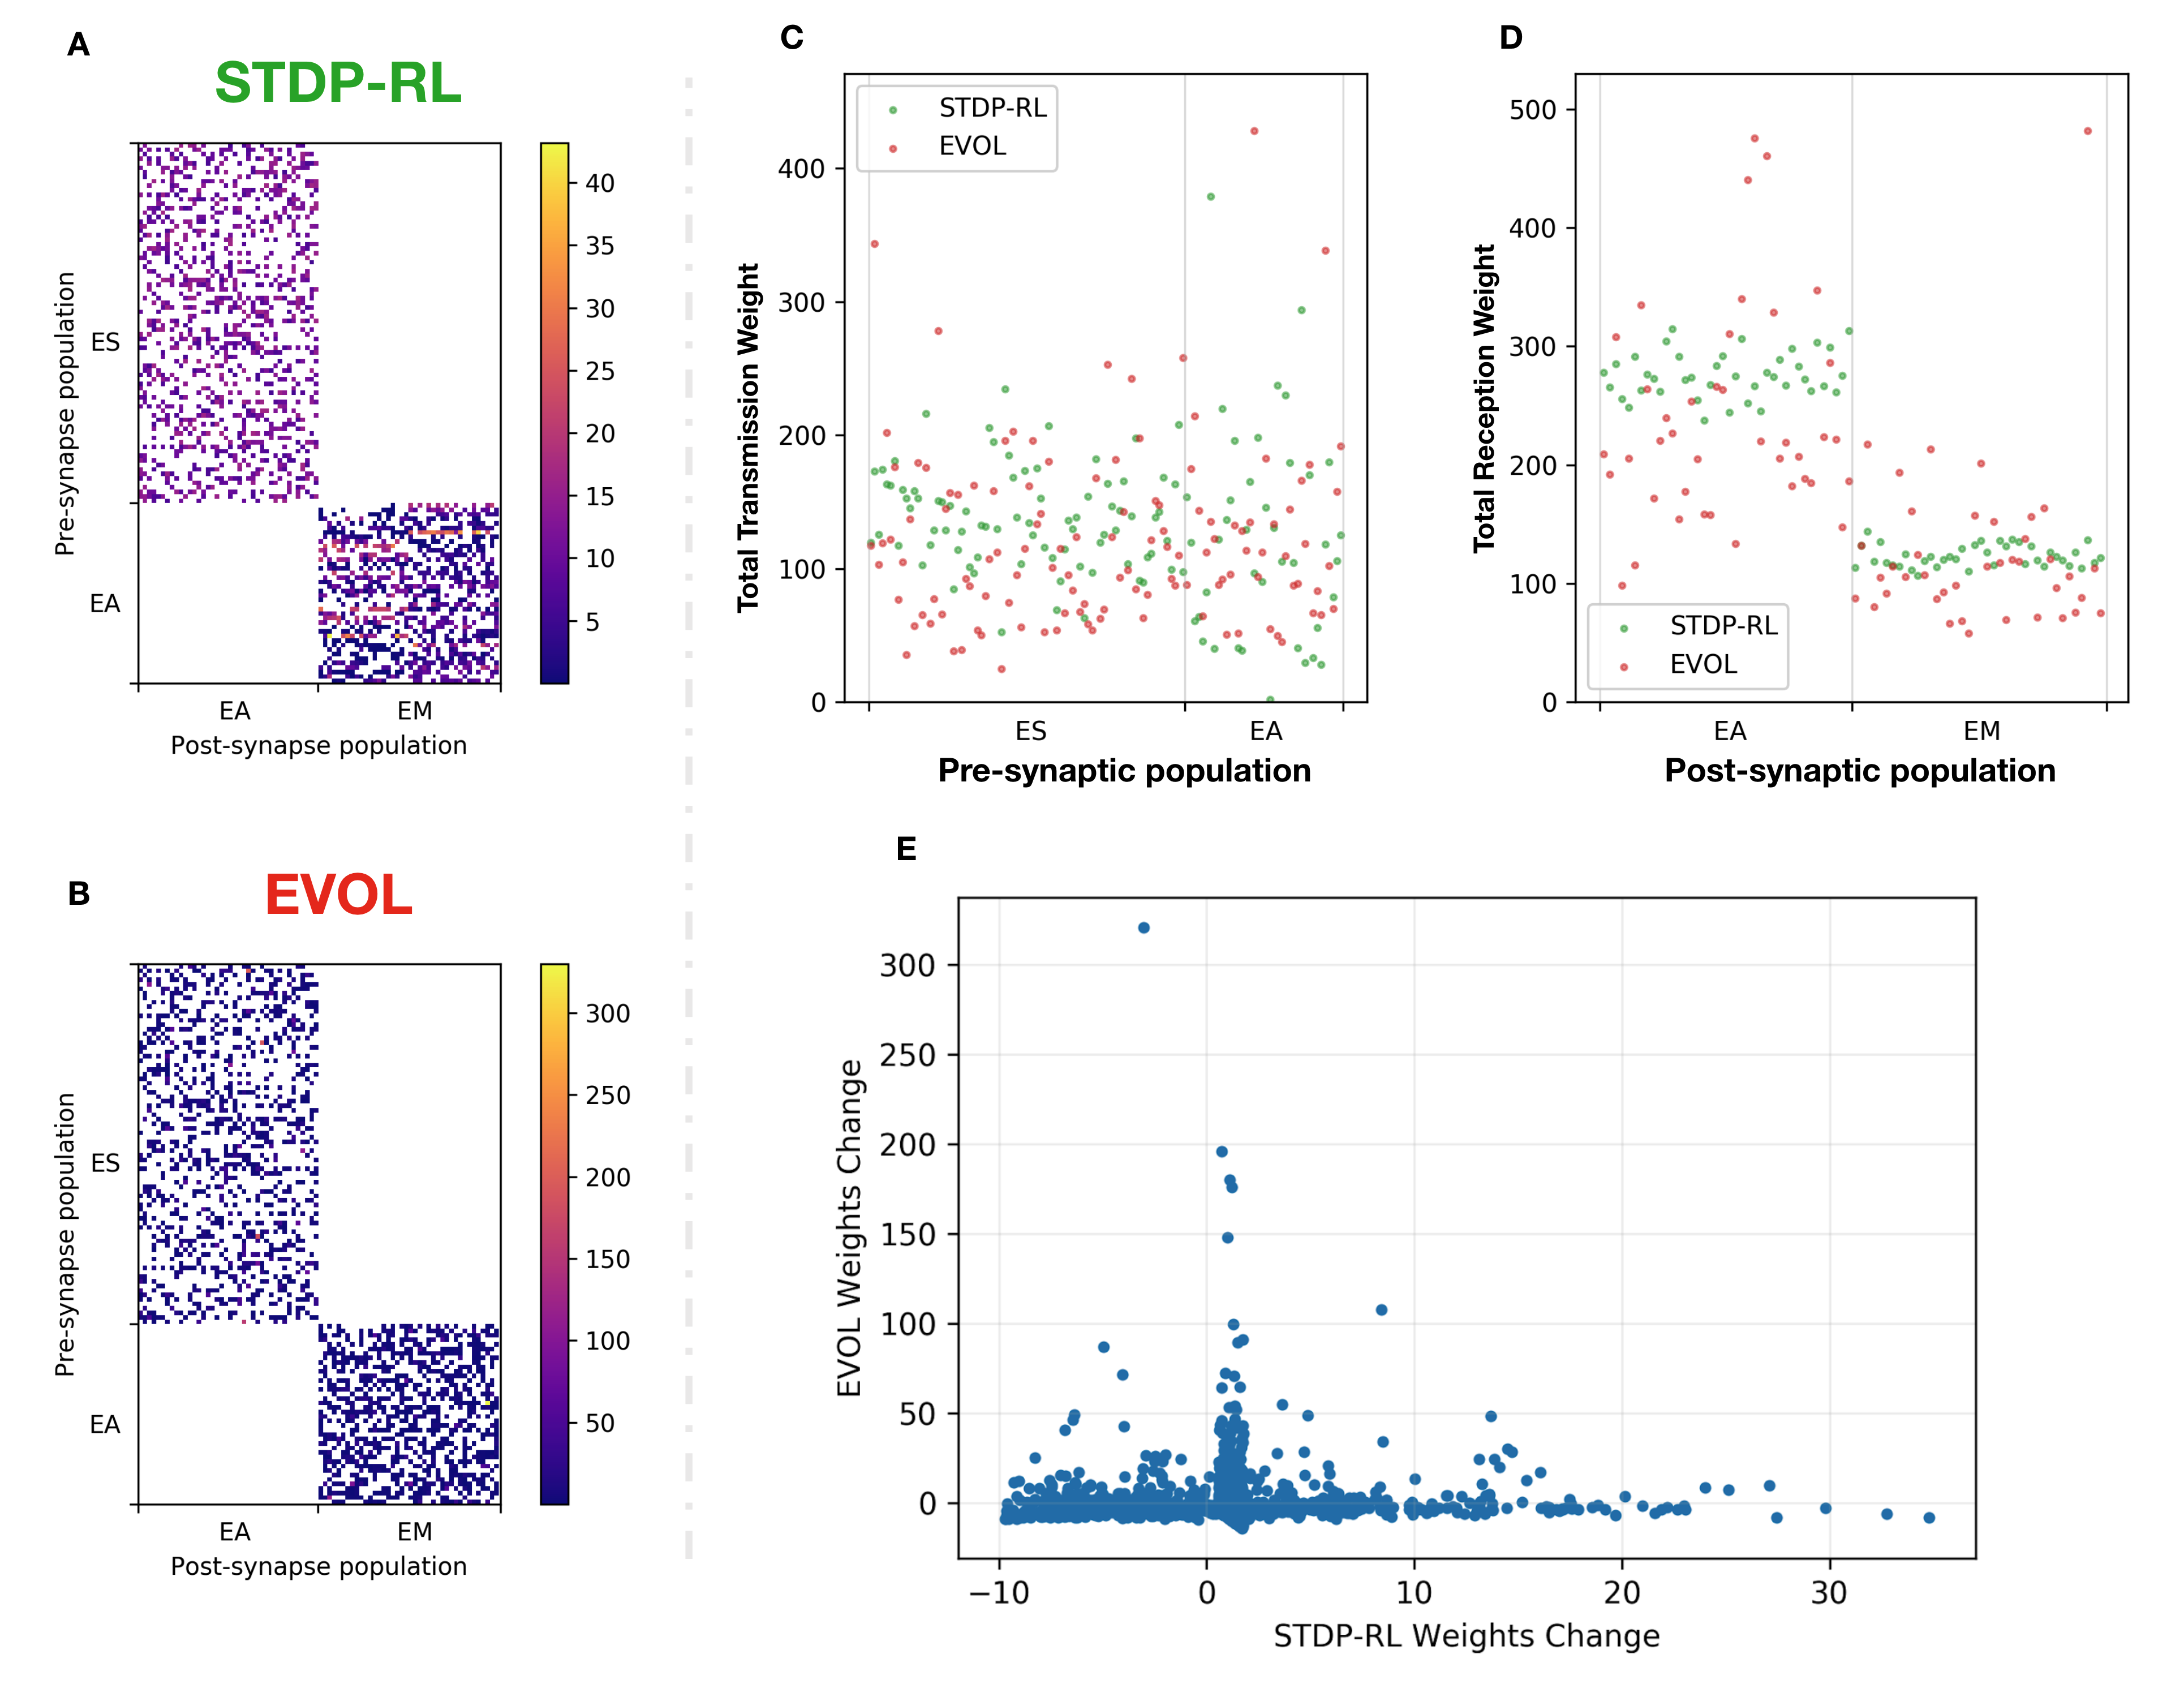 A
STDP-RL
Pre-synapse population
ES
EA
EA
EM
Post-synapse population
40
35
30
25
20
15
10
5
B
EVOL
Pre-synapse population
ES
EA
EA
EM
Post-synapse population
300
250
200
150
100
50
C
Total Transmission Weight
400
300
200
100
0
STDP-RL
EVOL
ES
EA
Pre-synaptic population
D
Total Reception Weight
500
400
300
200
100
0
STDP-RL
EVOL
EA
EM
Post-synaptic population
E
EVOL Weights Change
300
250
200
150
100
50
0
−10
0
10
20
30
STDP-RL Weights Change